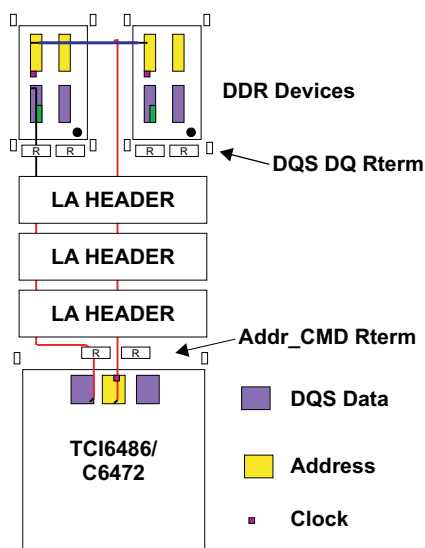 DDR Devices
R R R R
DQS DQ Rterm
LA HEADER
LA HEADER
LA HEADER
Addr_CMD Rterm
R R
TCI6486/
C6472
DQS Data
Address
Clock